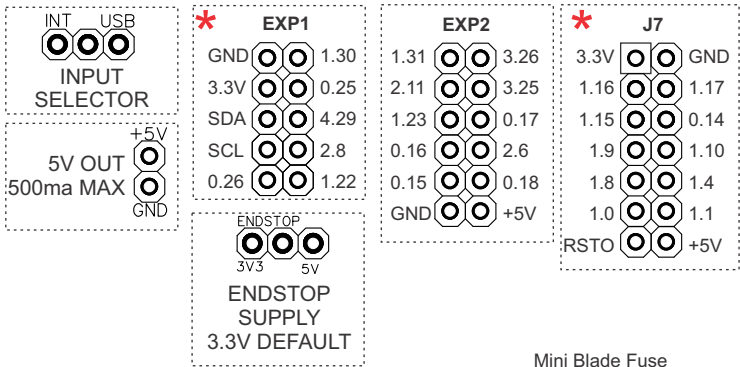 INT USB
INPUT
SELECTOR
+5V
5V OUT
500ma MAX
GND
* EXP1
GND 1.30
3.3V 0.25
SDA 4.29
SCL 2.8
0.26 1.22
ENDSTOP
3V3 5V
ENDSTOP
SUPPLY
3.3V DEFAULT
EXP2
1.31 3.26
2.11 3.25
1.23 0.17
0.16 2.6
0.15 0.18
GND +5V
* J7
3.3V GND
1.16 1.17
1.15 0.14
1.9 1.10
1.8 1.4
1.0 1.1
RSTO +5V
Mini Blade Fuse